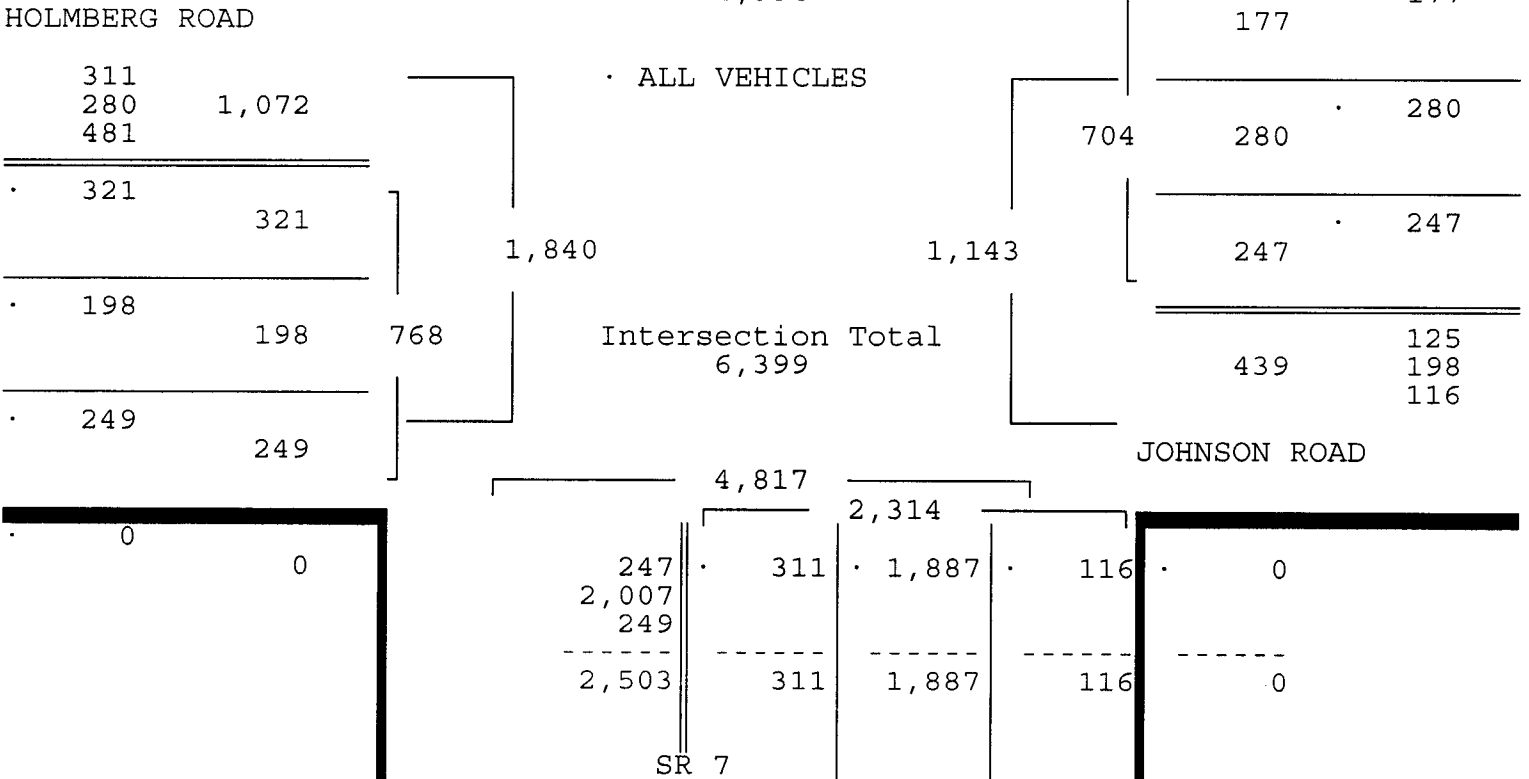 HOLMBERG ROAD
177
311
· ALL VEHICLES
280 1,072
· 280
481
704 280
· 321
321
· 247
1,840 1,143 247
· 198
198 768 Intersection Total
125
6,399
439 198
116
· 249
249
JOHNSON ROAD
4,817
2,314
· 0
0
247 · 311 · 1,887 · 116 · 0
2,007
249
------ ------ ------ ------ ------
2,503 311 1,887 116 0
SR 7